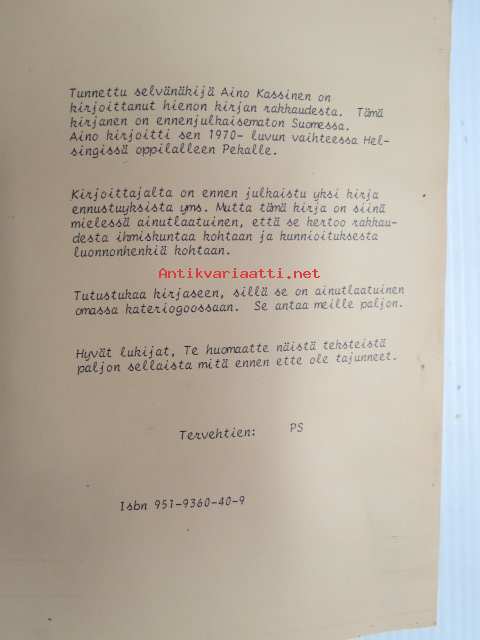 Tunnettu selvänäkijä Aino Kassinen on
kirjoittanut hienon kirjan rakkaudesta. Tämä
kirjanen on ennenjulkaisematon Suomessa.
Aino kirjoitti sen 1970- luvun vaihteessa Hel-
singissä oppilalleen Pekalle.
Kirjoittajalta on ennen julkaistu yksi kirja
ennustuyksista yms. Mutta tämä kirja on siinä
mielessä ainutlaatuinen, että se kertoo rakkau-
desta ihmiskuntaa kohtaan ja kunnioituksesta
luonnonhenkiä kohtaan.
Antikvariaatti.net
Tutustukaa kirjaseen, sillä se on ainutlaatuinen
omassa kateriogoossaan. Se antaa meille paljon.
Hyvät lukijat, Te huomaatte näistä teksteistä
paljon sellaista mitä ennen ette ole tajunneet.
Tervehtien: PS
Isbn 951-9360-40-9